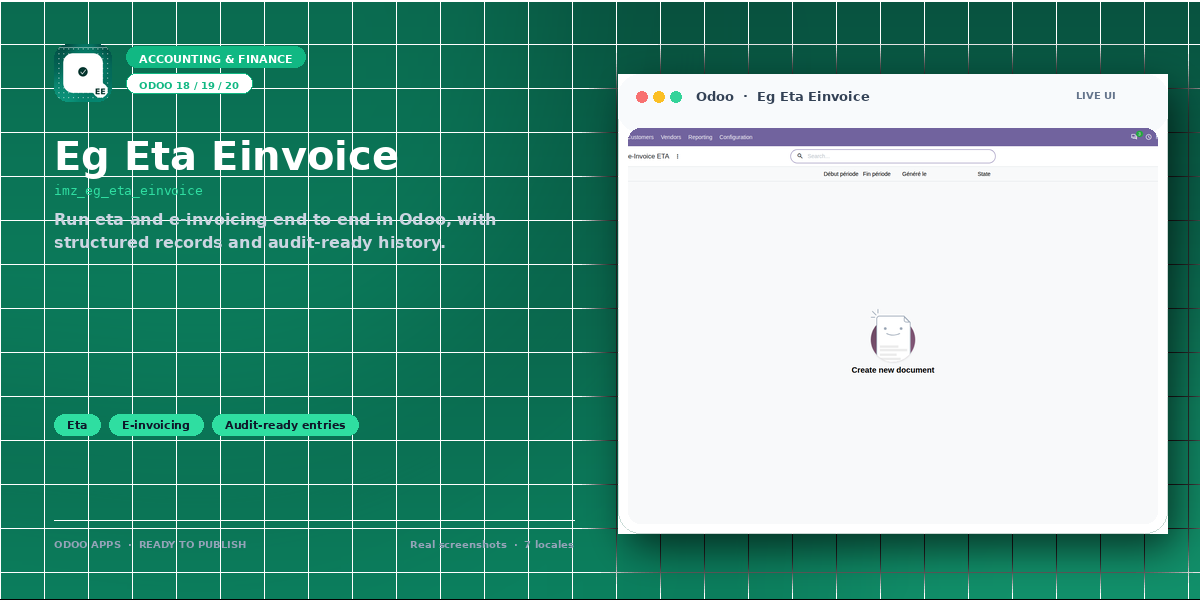 ACCOUNTING & FINANCE
ODOO 18 / 19 / 20
EE
Eg Eta Einvoice
imz_eg_eta_einvoice
Run eta and e-invoicing end to end in Odoo, with
structured records and audit-ready history.
Eta
E-invoicing
Audit-ready entries
ODOO APPS · READY TO PUBLISH
Real screenshots · 7 locales
Odoo · Eg Eta Einvoice
LIVE UI
ustomers Vendors Reporting Configuration
e-Invoice ETA
Search...
Début période Fin période Généré le State
Create new document